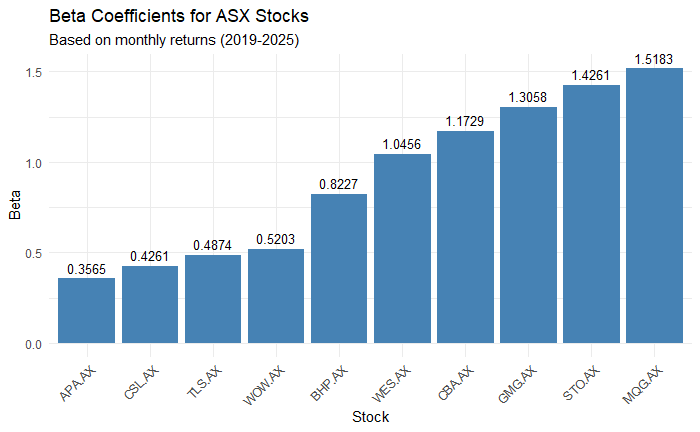 Beta Coefficients for ASX Stocks
Based on monthly returns (2019-2025)
1.5183
1.4261
1.3058
1.1729
1.0456
0.8227
0.5203
0.4874
0.4261
0.3565
1.5
1.0
0.5
0.0
Beta
APA.AX
CSL.AX
TLS.AX
WOW.AX
BHP.AX
WES.AX
CBA.AX
GMG.AX
STO.AX
MQG.AX
Stock